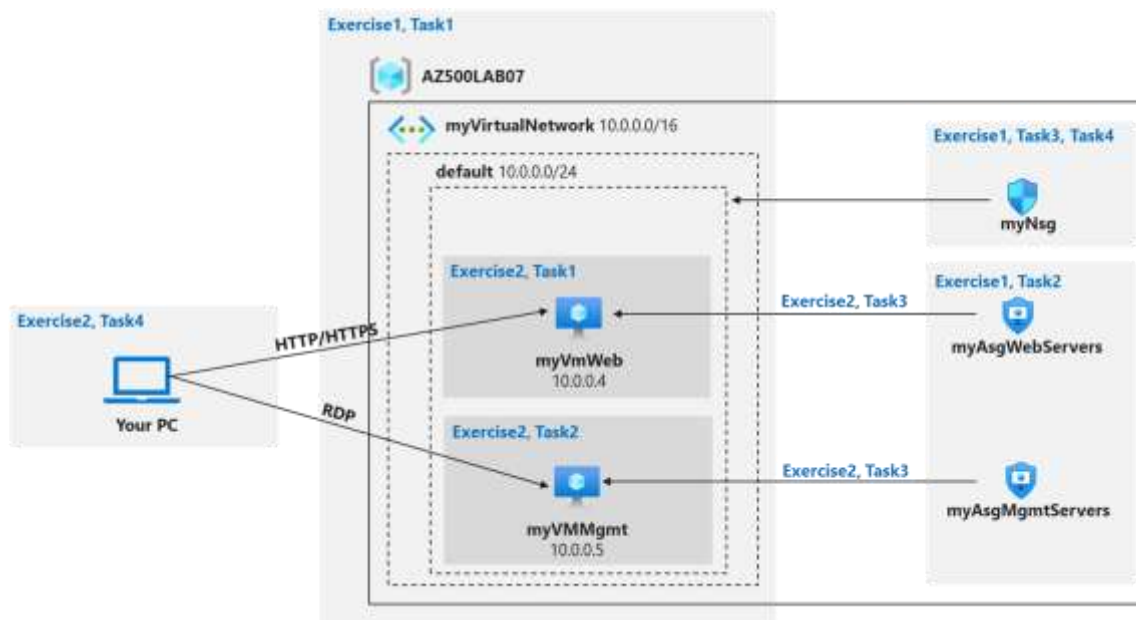 Exercise1, Task1
AZ500LAB07
myVirtualNetwork 10.0.0.0/16
default 10.0.0.0/24
Exercise1, Task3, Task4
myNsg
Exercise2, Task1
myVmWeb
10.0.0.4
Exercise2, Task3
Exercise1, Task2
myAsgWebServers
Exercise2, Task4
Your PC
HTTP/HTTPS
RDP
Exercise2, Task2
myVMMgmt
10.0.0.5
Exercise2, Task3
myAsgMgmtServers